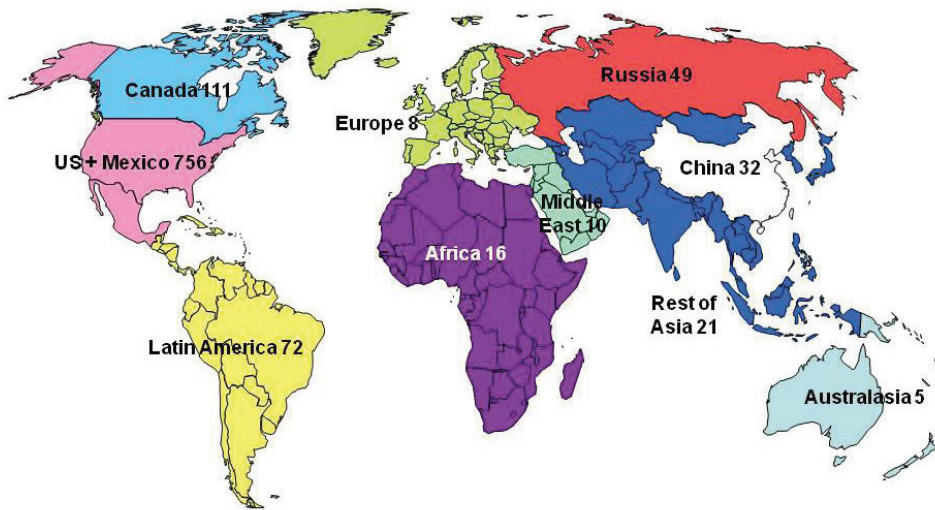 Canada 111
Russia 49
Europe 8
US + Mexico 756
China 32
Middle
East 10
Africa 16
Rest of
Asia 21
Latin America 72
Australasia 5